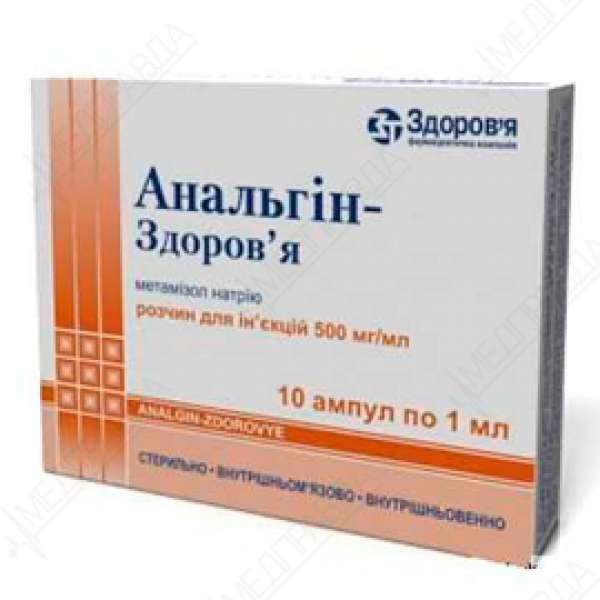 Здоров'я
фармацевтична компанія
Анальгін-
Здоров'я
метамізол натрію
розчин для ін'єкцій 500 мг/мл
10 ампул по 1 мл
ANALGIN-ZDOROVYE
СТЕРИЛЬНО • ВНУТРІШНЬОМ'ЯЗОВО • ВНУТРІШНЬОВЕННО
МЕДПРАВДА